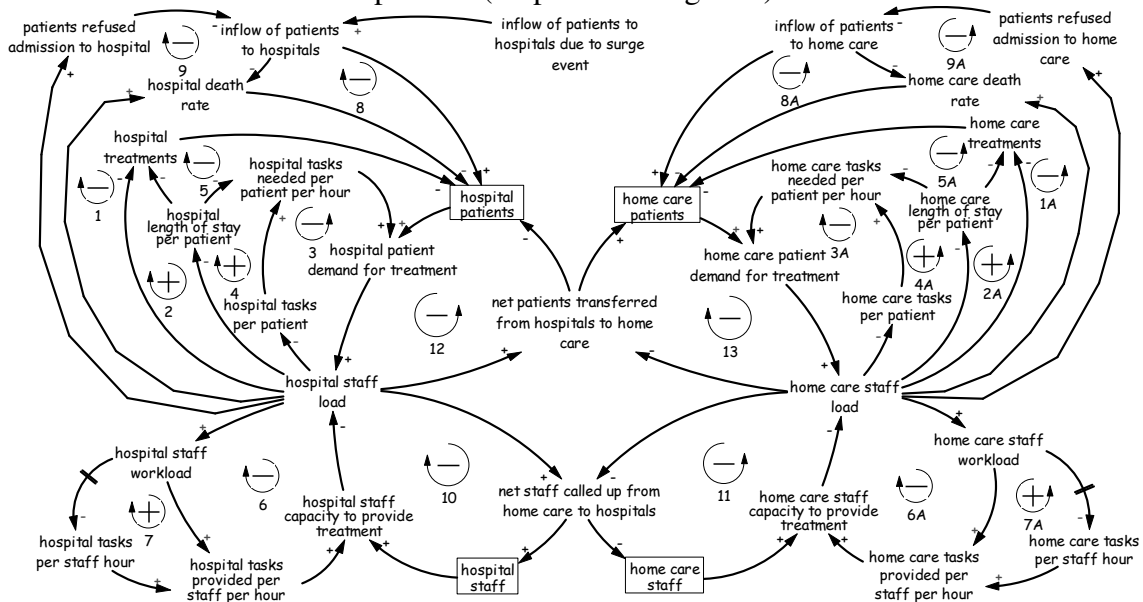 patients refused
admission to hospital
9
inflow of patients
to hospitals
inflow of patients to
hospitals due to surge
event
inflow of patients
to home care
9A
patients refused
admission to home
care
hospital death
rate
8
8A
home care death
rate
hospital
treatments
1
5
hospital tasks
needed per
patient per hour
hospital
patients
home care
patients
home care tasks
needed per
patient per hour
5A
home care
treatments
1A
hospital
length of stay
per patient
2
4
3
hospital patient
demand for treatment
home care patient
demand for treatment
3A
home care
length of stay
per patient
4A
2A
hospital tasks
per patient
12
net patients transferred
from hospitals to home
care
13
home care tasks
per patient
hospital staff
load
home care staff
load
hospital staff
workload
6
7
hospital staff
capacity to provide
treatment
10
net staff called up from
home care to hospitals
11
home care staff
capacity to provide
treatment
6A
home care staff
workload
7A
hospital tasks
per staff hour
hospital tasks
provided per
staff per hour
hospital
staff
home care
staff
home care tasks
provided per
staff per hour
home care tasks
per staff hour